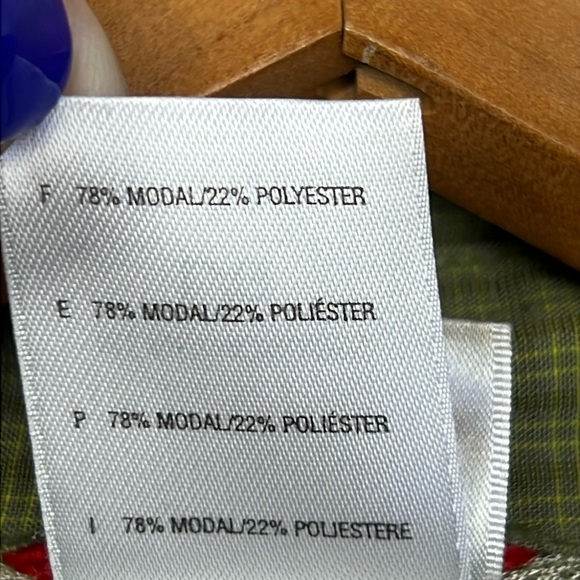 F 78% MODAL/22% POLYESTER
E 78% MODAL/22% POLIÉSTER
P 78% MODAL/22% POLIÉSTER
I 78% MODAL/22% POLIESTERE